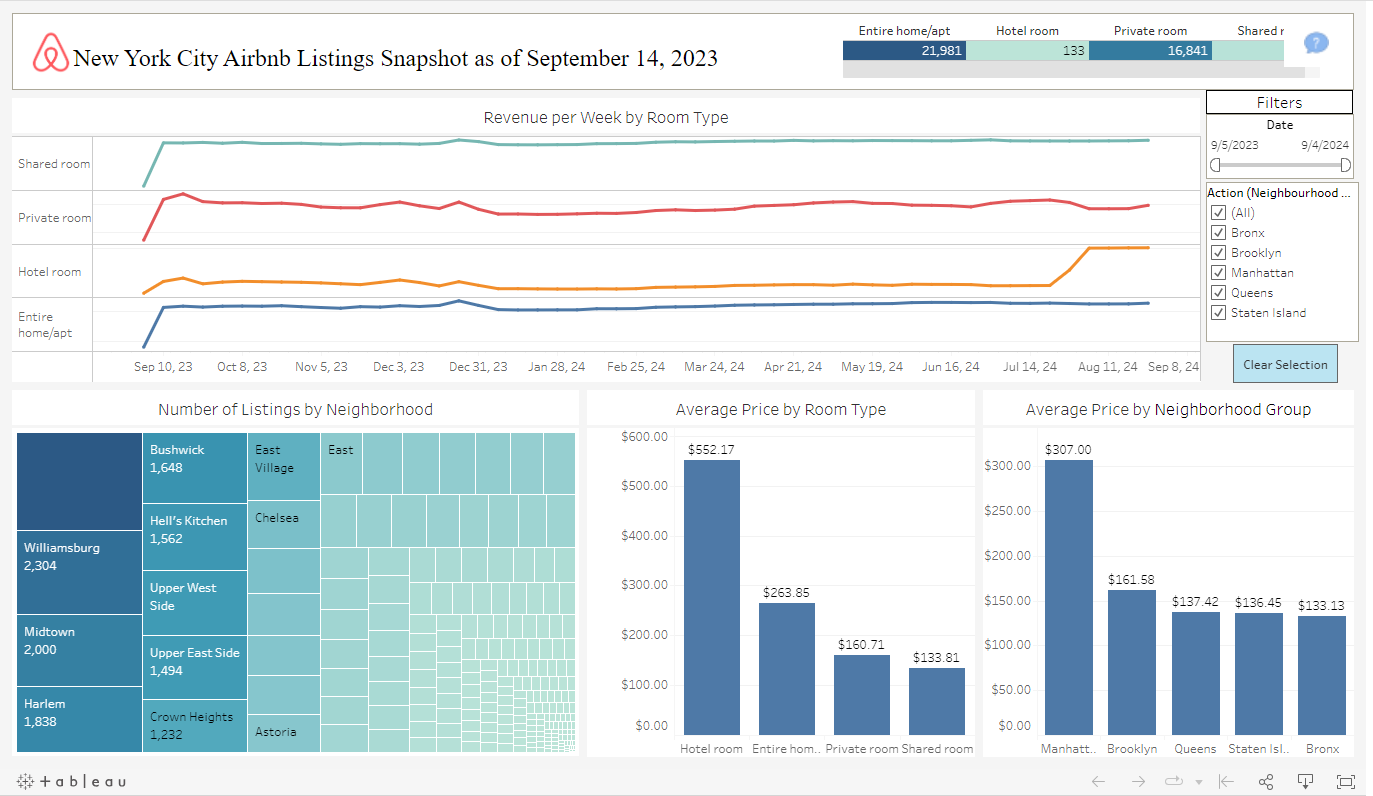 New York City Airbnb Listings Snapshot as of September 14, 2023
Entire home/apt Hotel room Private room Shared r
21,981 133 16,841
?
Revenue per Week by Room Type
Shared room
Private room
Hotel room
Entire
home/apt
Sep 10, 23 Oct 8, 23 Nov 5, 23 Dec 3, 23 Dec 31, 23 Jan 28, 24 Feb 25, 24 Mar 24, 24 Apr 21, 24 May 19, 24 Jun 16, 24 Jul 14, 24 Aug 11, 24 Sep 8, 24
Filters
Date
9/5/2023 9/4/2024
Action (Neighbourhood ...
(All)
Bronx
Brooklyn
Manhattan
Queens
Staten Island
Clear Selection
Number of Listings by Neighborhood
Williamsburg
2,304
Midtown
2,000
Harlem
1,838
Bushwick
1,648
Hell's Kitchen
1,562
Upper West
Side
Upper East Side
1,494
Crown Heights
1,232
East
Village
Chelsea
Astoria
East
Average Price by Room Type
$600.00
$500.00
$400.00
$300.00
$200.00
$100.00
$0.00
$552.17
$263.85
$160.71
$133.81
Hotel room Entire hom.. Private room Shared room
Average Price by Neighborhood Group
$300.00
$250.00
$200.00
$150.00
$100.00
$50.00
$0.00
$307.00
$161.58
$137.42
$136.45
$133.13
Manhatt.. Brooklyn Queens Staten Isl.. Bronx
+ableau